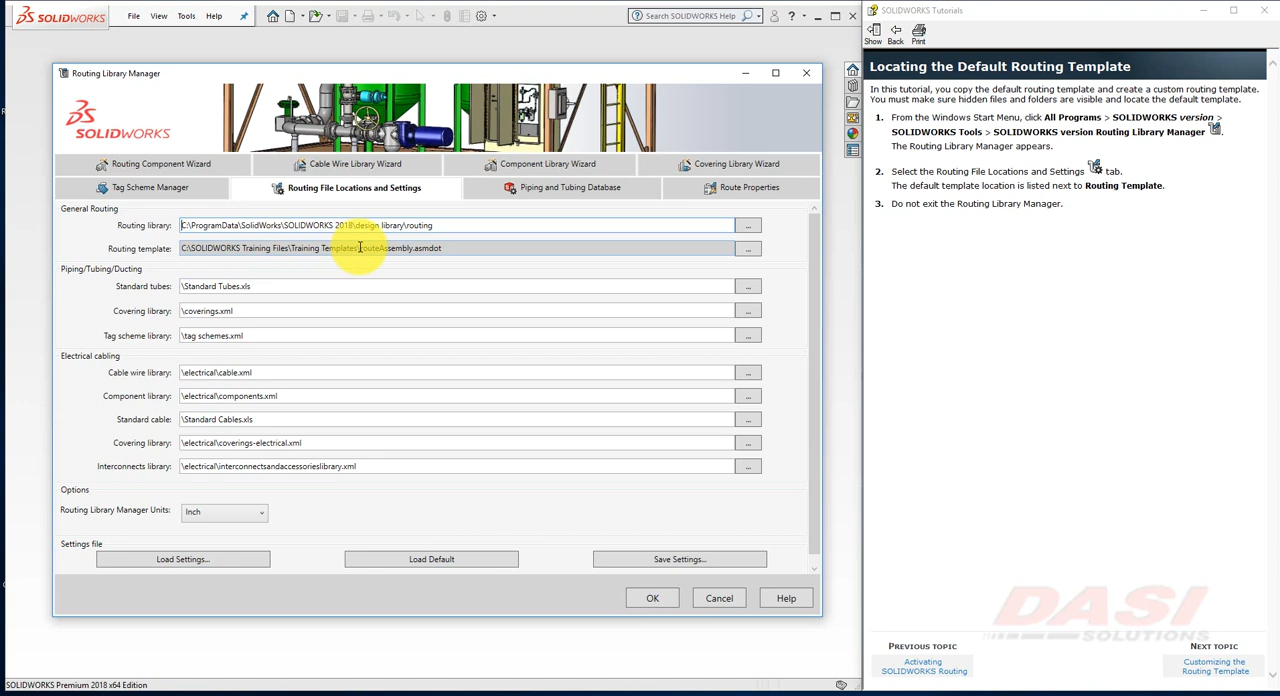 SOLIDWORKS
File View Tools Help
Search SOLIDWORKS Help
?
SOLIDWORKS Tutorials
Show Back Print
Routing Library Manager
SOLIDWORKS
Routing Component Wizard
Cable Wire Library Wizard
Component Library Wizard
Covering Library Wizard
Tag Scheme Manager
Routing File Locations and Settings
Piping and Tubing Database
Route Properties
General Routing
Routing library: C:\ProgramData\SolidWorks\SOLIDWORKS 2018\design library\routing ...
Routing template: C:\SOLIDWORKS Training Files\Training Templates\routeAssembly.asmdot ...
Piping/Tubing/Ducting
Standard tubes: \Standard Tubes.xls ...
Covering library: \coverings.xml ...
Tag scheme library: \tag schemes.xml ...
Electrical cabling
Cable wire library: \electrical\cable.xml ...
Component library: \electrical\components.xml ...
Standard cable: \Standard Cables.xls ...
Covering library: \electrical\coverings-electrical.xml ...
Interconnects library: \electrical\interconnectsandaccessorieslibrary.xml ...
Options
Routing Library Manager Units: Inch
Settings file
Load Settings... Load Default Save Settings...
OK Cancel Help
SOLIDWORKS Premium 2018 x64 Edition
Locating the Default Routing Template
In this tutorial, you copy the default routing template and create a custom routing template.
You must make sure hidden files and folders are visible and locate the default template.
1. From the Windows Start Menu, click All Programs > SOLIDWORKS version >
SOLIDWORKS Tools > SOLIDWORKS version Routing Library Manager .
The Routing Library Manager appears.
2. Select the Routing File Locations and Settings tab.
The default template location is listed next to Routing Template.
3. Do not exit the Routing Library Manager.
DASI
SOLUTIONS
PREVIOUS TOPIC
Activating
SOLIDWORKS Routing
NEXT TOPIC
Customizing the
Routing Template